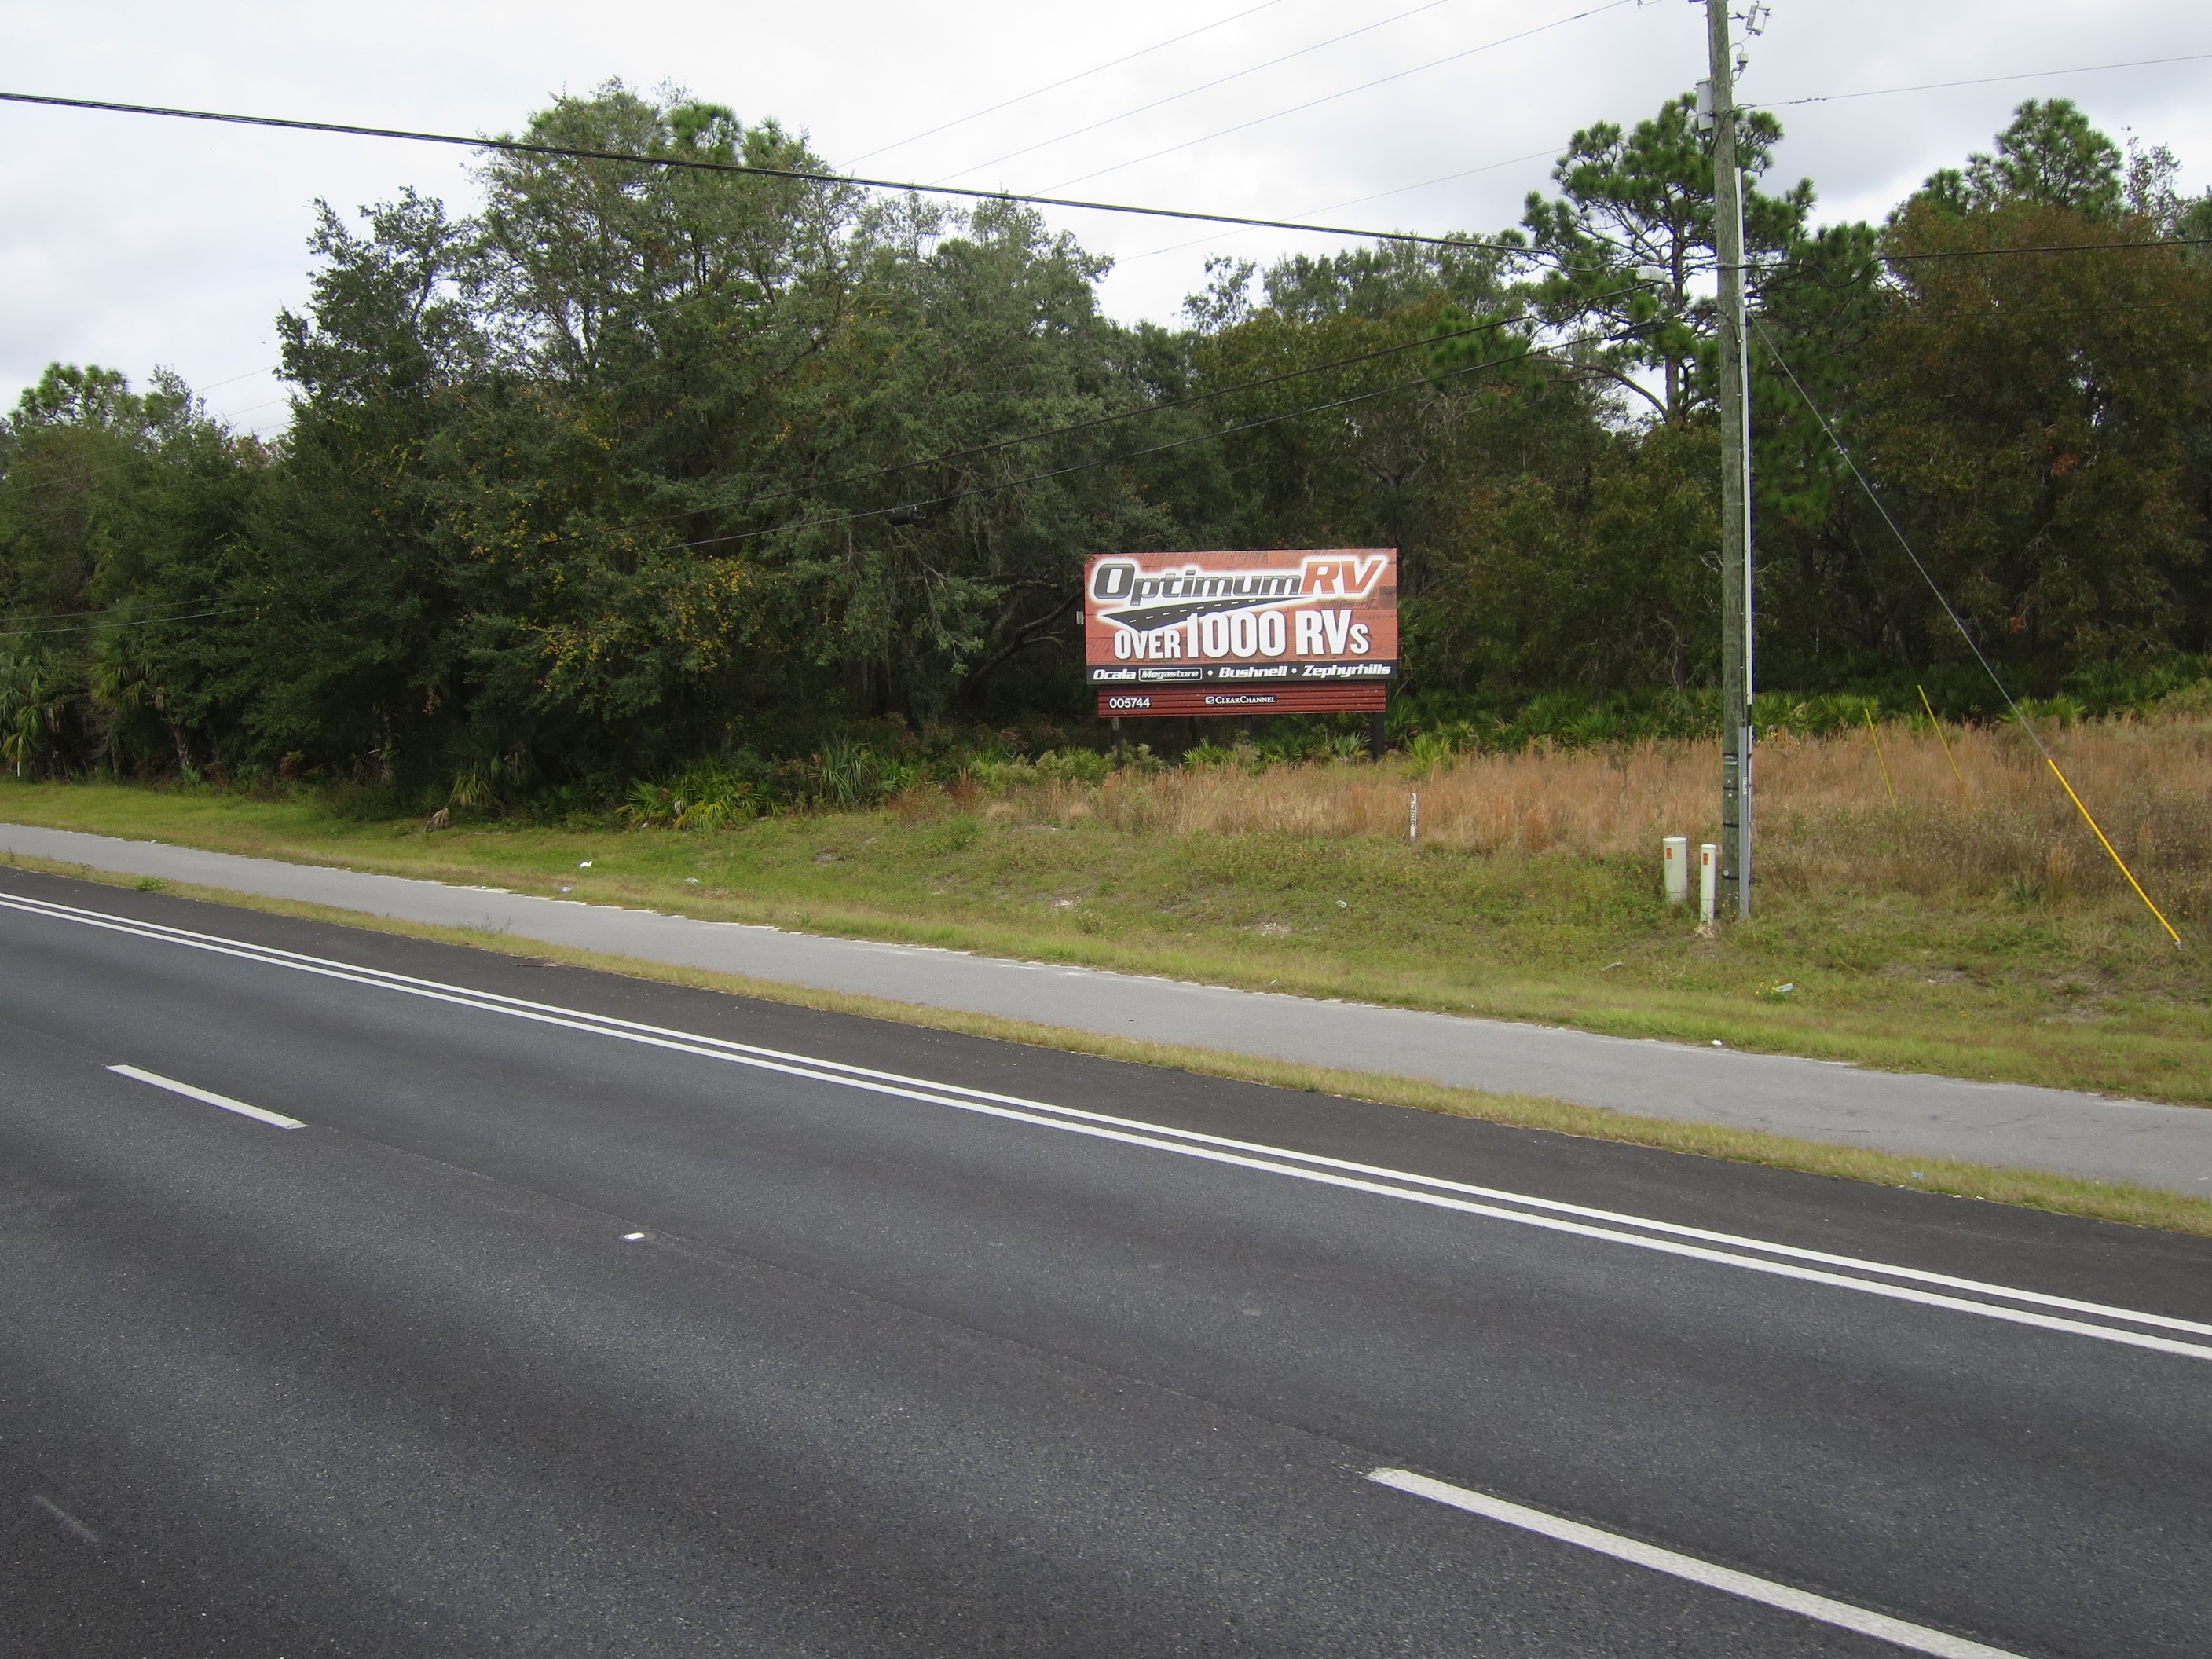 OptimumRV
OVER 1000 RVs
Ocala Megastore • Bushnell • Zephyrhills
005744 CLEARCHANNEL